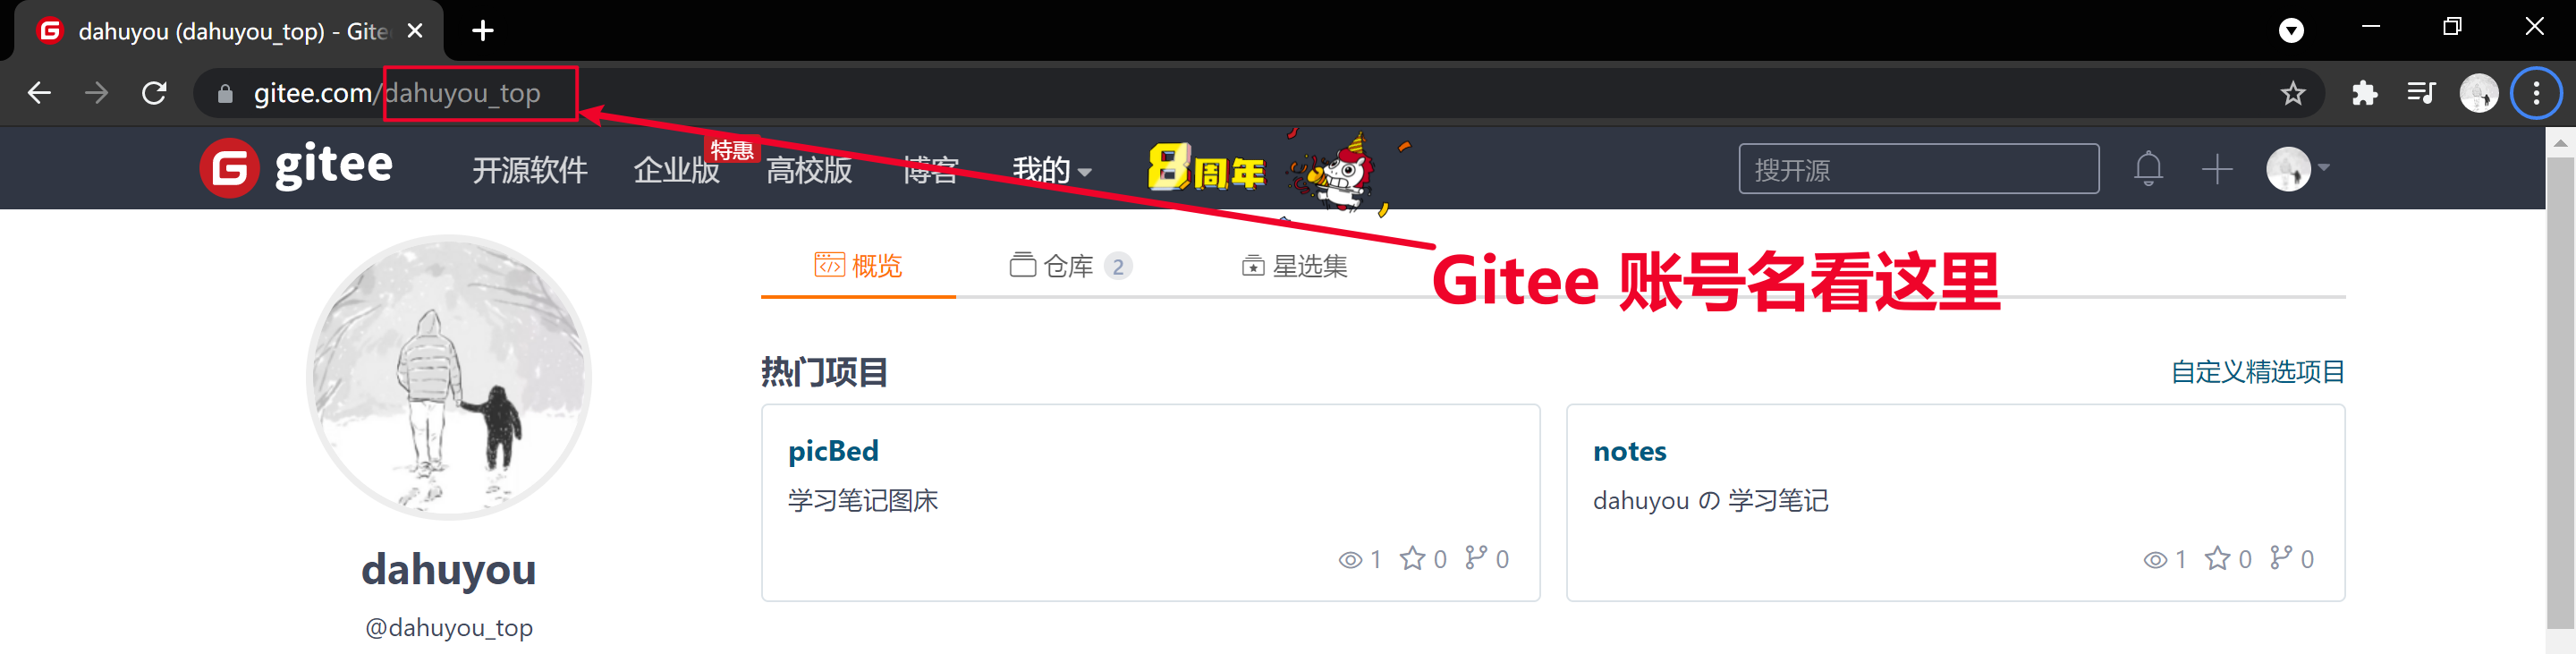 dahuyou (dahuyou_top) - Gite
gitee.com/dahuyou_top
gitee
开源软件
企业版
特惠
高校版
博客
我的
8周年
搜开源
概览
仓库 2
星选集
Gitee 账号名看这里
热门项目
自定义精选项目
picBed
学习笔记图床
1 0 0
notes
dahuyou の 学习笔记
1 0 0
dahuyou
@dahuyou_top